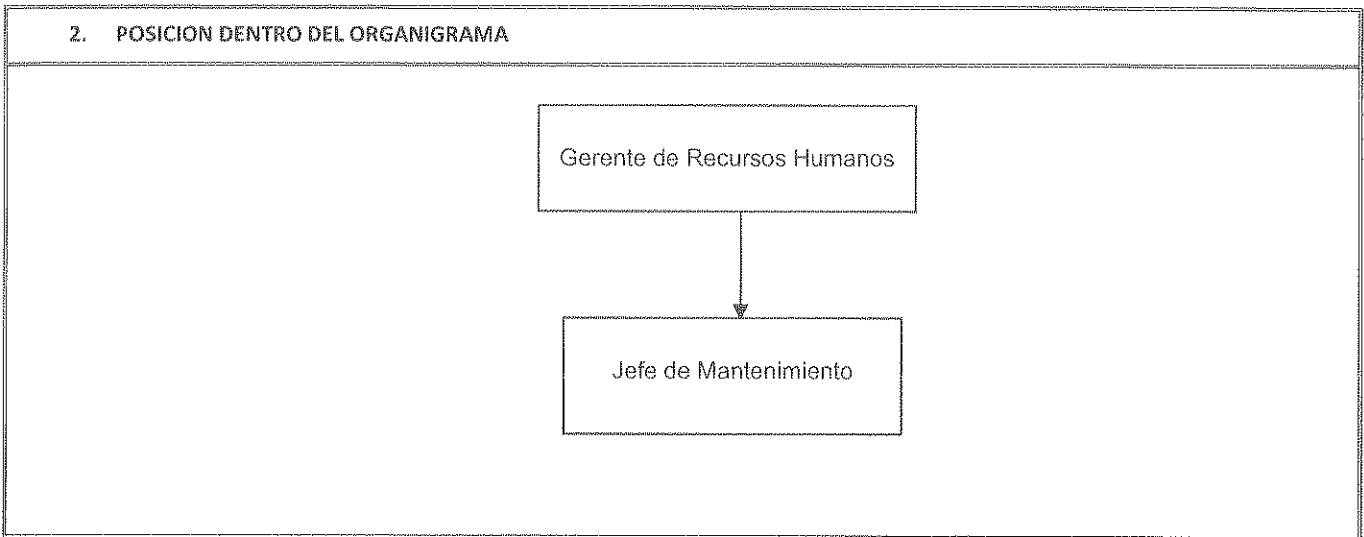 2. POSICION DENTRO DEL ORGANIGRAMA
Gerente de Recursos Humanos
Jefe de Mantenimiento